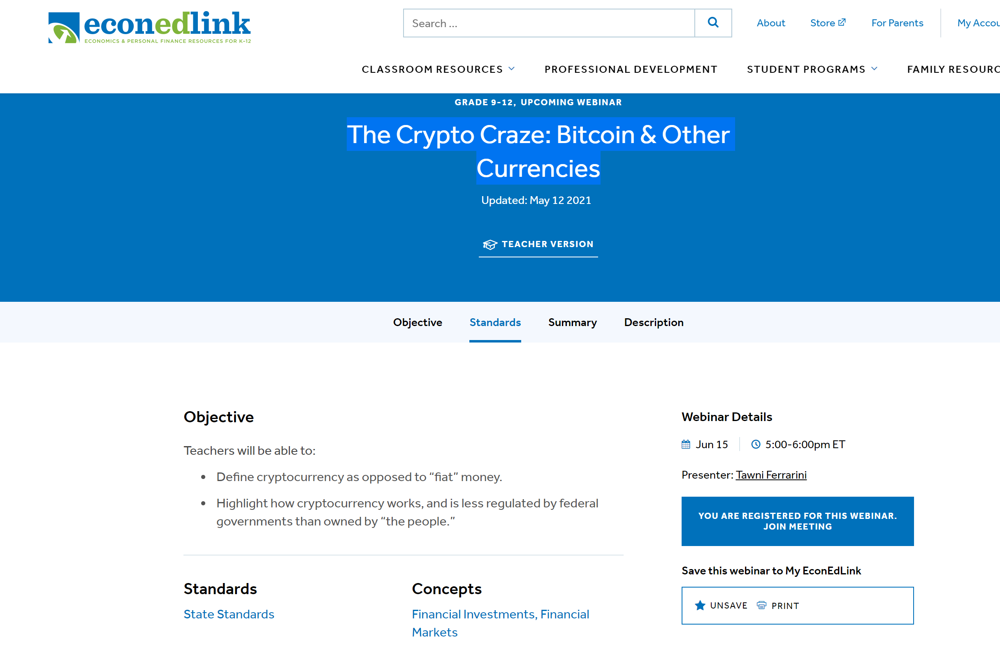 econedlink
ECONOMICS & PERSONAL FINANCE RESOURCES FOR K-12
Search ...
About
Store
For Parents
My Accou
CLASSROOM RESOURCES
PROFESSIONAL DEVELOPMENT
STUDENT PROGRAMS
FAMILY RESOURC
GRADE 9-12, UPCOMING WEBINAR
The Crypto Craze: Bitcoin & Other
Currencies
Updated: May 12 2021
TEACHER VERSION
Objective
Standards
Summary
Description
Objective
Teachers will be able to:
• Define cryptocurrency as opposed to “fiat” money.
• Highlight how cryptocurrency works, and is less regulated by federal
governments than owned by “the people.”
Standards
State Standards
Concepts
Financial Investments, Financial
Markets
Webinar Details
Jun 15
5:00-6:00pm ET
Presenter: Tawni Ferrarini
YOU ARE REGISTERED FOR THIS WEBINAR.
JOIN MEETING
Save this webinar to My EconEdLink
UNSAVE
PRINT